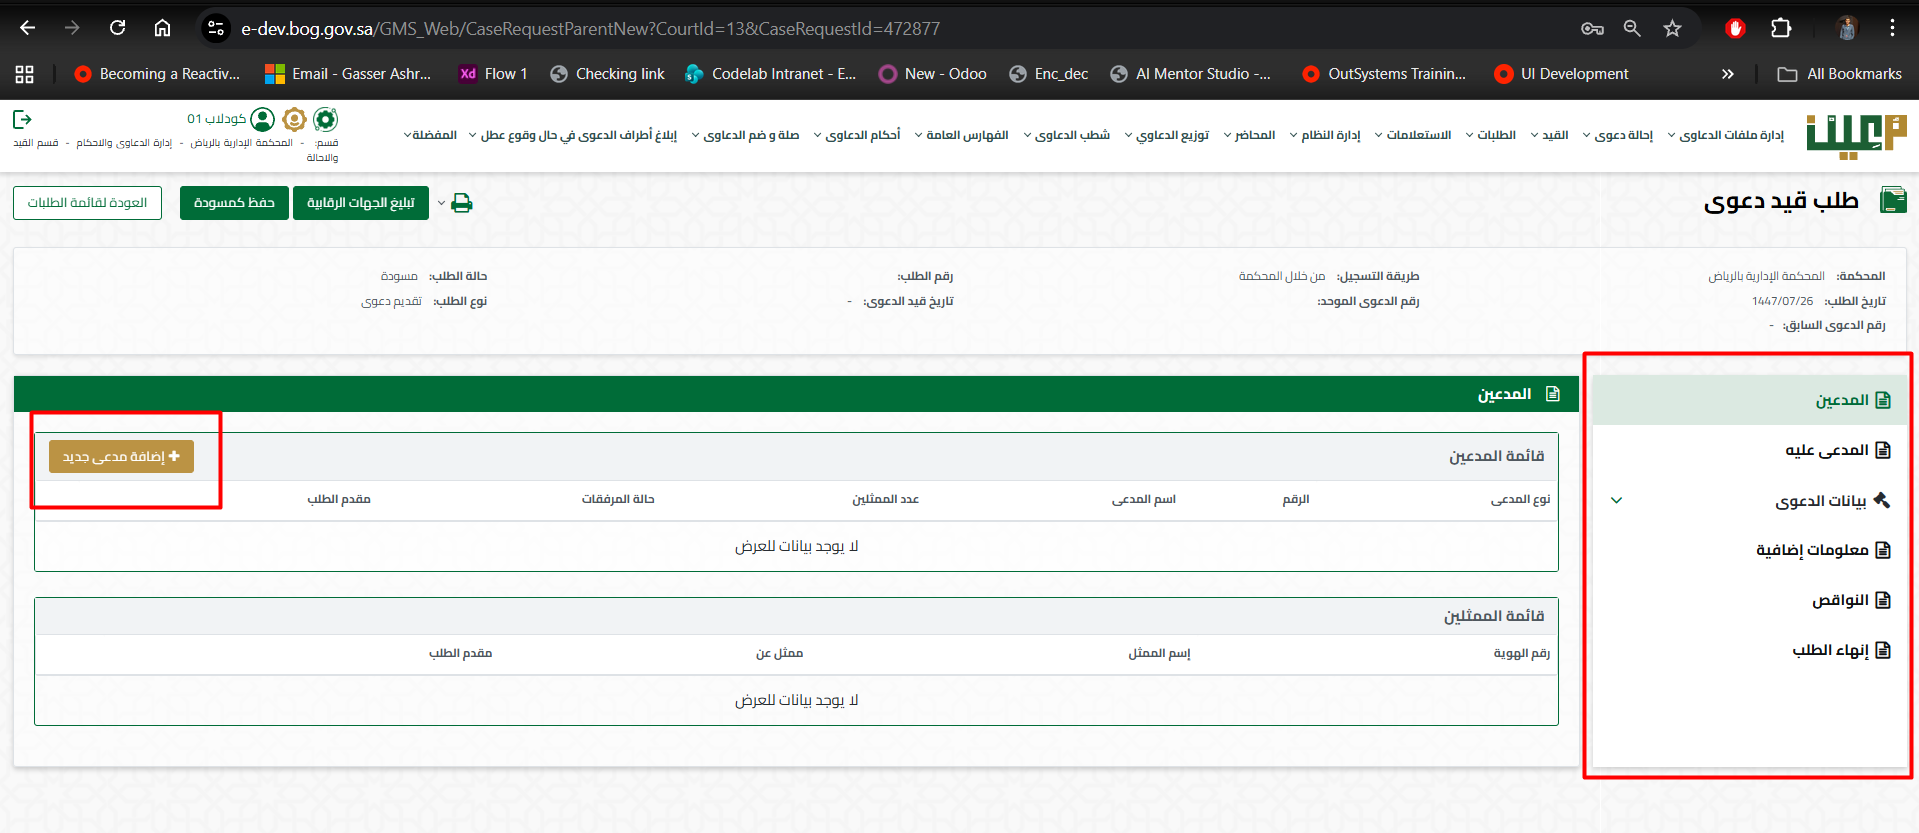 e-dev.bog.gov.sa/GMS_Web/CaseRequestParentNew?CourtId=13&CaseRequestId=472877
Becoming a Reactiv...
Email - Gasser Ashr...
Xd Flow 1
Checking link
Codelab Intranet - E...
New - Odoo
Enc_dec
AI Mentor Studio -...
OutSystems Trainin...
UI Development
»
All Bookmarks
معين
إدارة ملفات الدعاوى
إحالة دعوى
القيد
الطلبات
الاستعلامات
إدارة النظام
المحاضر
توزيع الدعاوي
شطب الدعاوى
الفهارس العامة
أحكام الدعاوى
صلة و ضم الدعاوى
إبلاغ أطراف الدعوى في حال وقوع عطل
المفضلة
كودلاب 01
قسم: - المحكمة الإدارية بالرياض - إدارة الدعاوى والاحكام - قسم القيد
والاحالة
طلب قيد دعوى
تبليغ الجهات الرقابية
حفظ كمسودة
العودة لقائمة الطلبات
المحكمة: المحكمة الإدارية بالرياض
طريقة التسجيل: من خلال المحكمة
رقم الطلب:
حالة الطلب: مسودة
تاريخ الطلب: 1447/07/26
رقم الدعوى الموحد:
تاريخ قيد الدعوى: -
نوع الطلب: تقديم دعوى
رقم الدعوى السابق: -
المدعين
المدعى عليه
بيانات الدعوى
معلومات إضافية
النواقص
إنهاء الطلب
المدعين
قائمة المدعين
+ إضافة مدعى جديد
نوع المدعى
الرقم
اسم المدعى
عدد الممثلين
حالة المرفقات
مقدم الطلب
لا يوجد بيانات للعرض
قائمة الممثلين
رقم الهوية
إسم الممثل
ممثل عن
مقدم الطلب
لا يوجد بيانات للعرض